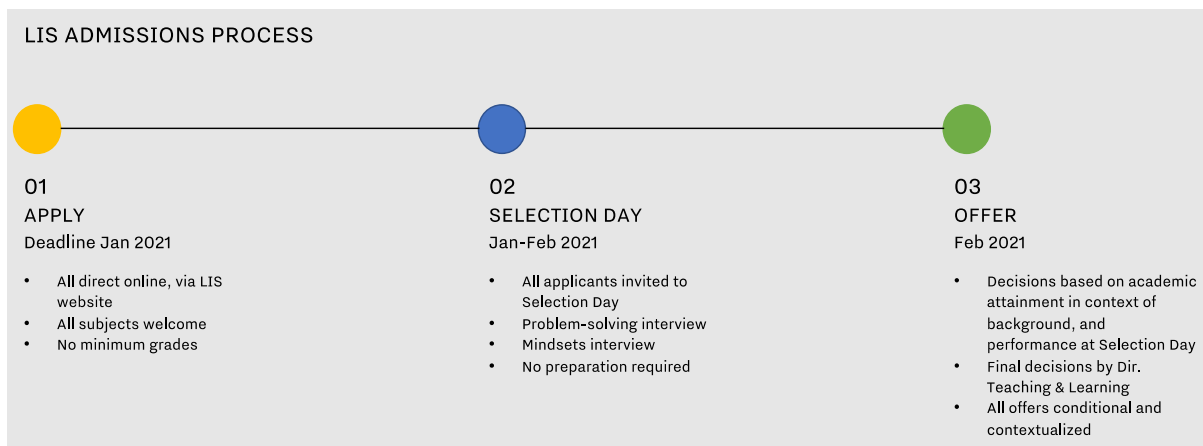 LIS ADMISSIONS PROCESS
01
APPLY
Deadline Jan 2021
• All direct online, via LIS
website
• All subjects welcome
• No minimum grades
02
SELECTION DAY
Jan-Feb 2021
• All applicants invited to
Selection Day
• Problem-solving interview
• Mindsets interview
• No preparation required
03
OFFER
Feb 2021
• Decisions based on academic
attainment in context of
background, and
performance at Selection Day
• Final decisions by Dir.
Teaching & Learning
• All offers conditional and
contextualized